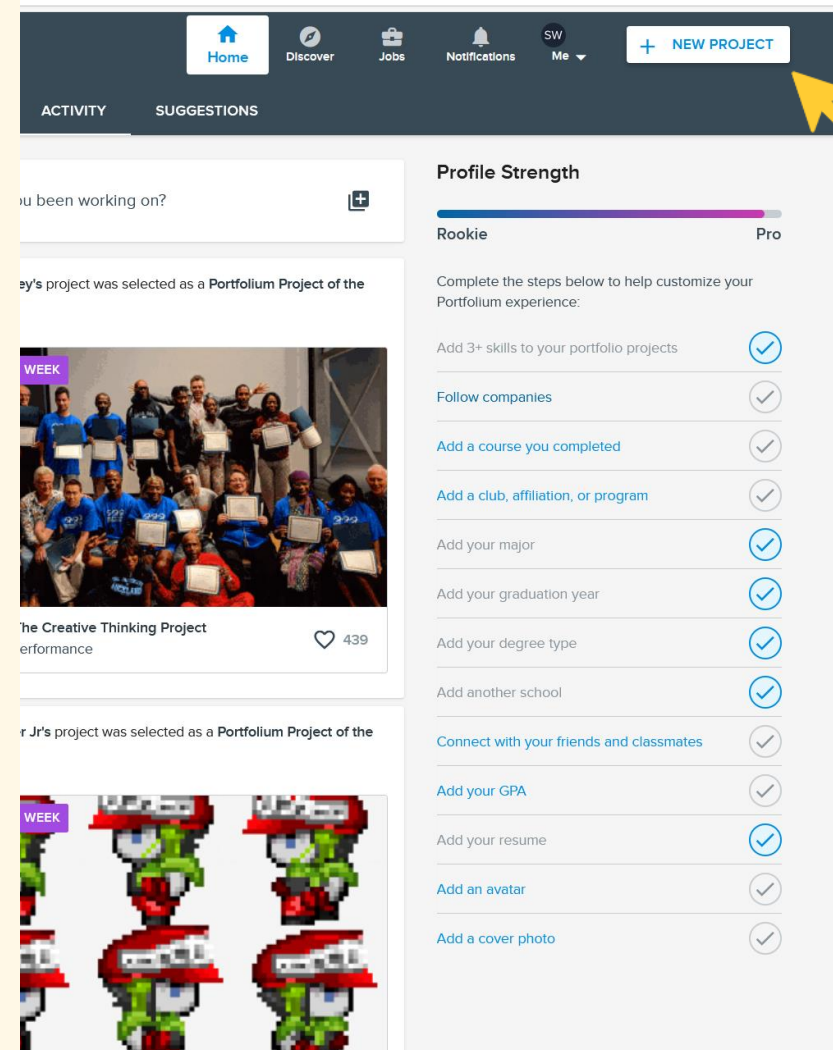 Home
Discover
Jobs
Notifications
SW
Me
+ NEW PROJECT
ACTIVITY
SUGGESTIONS
been working on?
project was selected as a Portfolium Project of the
WEEK
The Creative Thinking Project
439
Jr's project was selected as a Portfolium Project of the
WEEK
Profile Strength
Rookie
Pro
Complete the steps below to help customize your
Portfolium experience:
Add 3+ skills to your portfolio projects
Follow companies
Add a course you completed
Add a club, affiliation, or program
Add your major
Add your graduation year
Add your degree type
Add another school
Connect with your friends and classmates
Add your GPA
Add your resume
Add an avatar
Add a cover photo